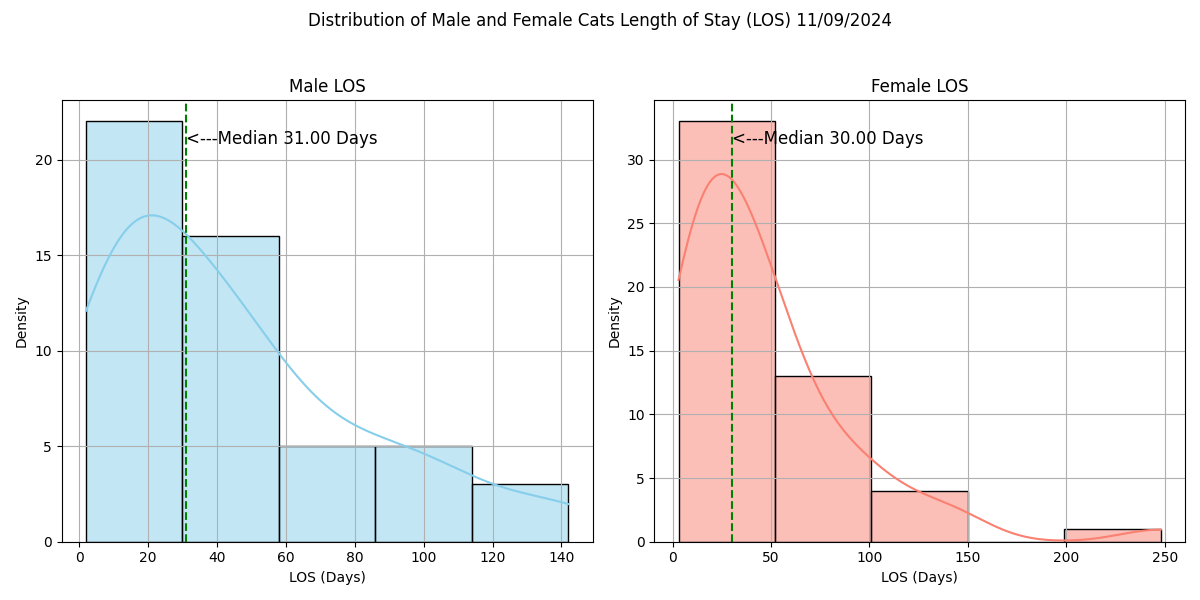 Distribution of Male and Female Cats Length of Stay (LOS) 11/09/2024
Male LOS
<---Median 31.00 Days
Density
20
15
10
5
0
0 20 40 60 80 100 120 140
LOS (Days)
Female LOS
<---Median 30.00 Days
Density
30
25
20
15
10
5
0
0 50 100 150 200 250
LOS (Days)